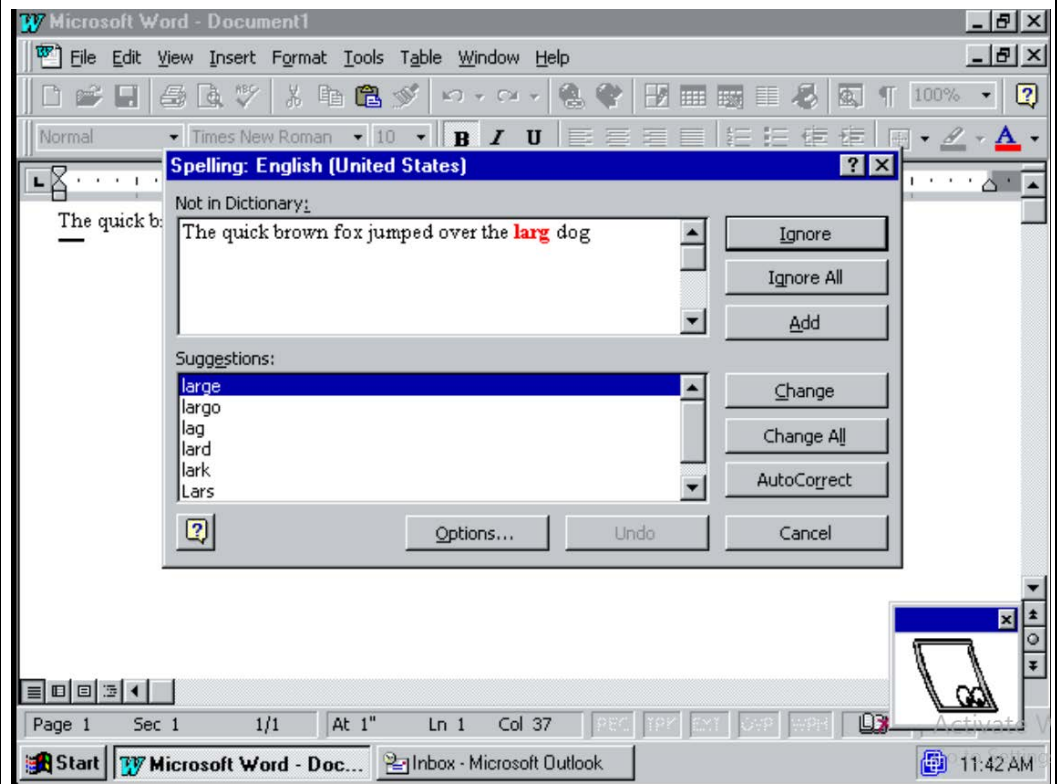 Microsoft Word - Document1
File Edit View Insert Format Tools Table Window Help
100%
Normal Times New Roman 10 B I U A
Spelling: English (United States)
Not in Dictionary:
The quick b
The quick brown fox jumped over the larg dog
Ignore
Ignore All
Add
Suggestions:
large
largo
lag
lard
lark
Lars
Change
Change All
AutoCorrect
Options...
Undo
Cancel
Page 1 Sec 1 1/1 At 1" Ln 1 Col 37 REC TRK EXT OVR WPH
Activate
Start Microsoft Word - Doc... Inbox - Microsoft Outlook 11:42 AM